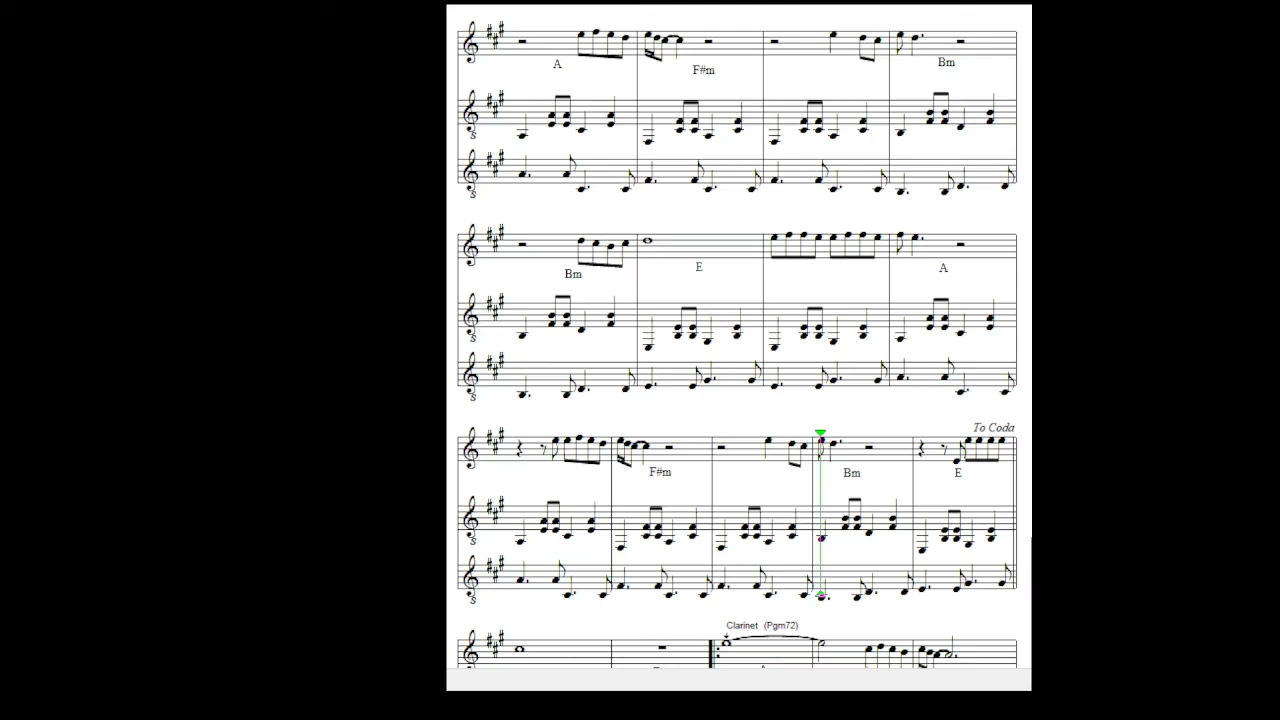 A F#m Bm
Bm E A
To Coda
F#m Bm E
Clarinet (Pgm72)